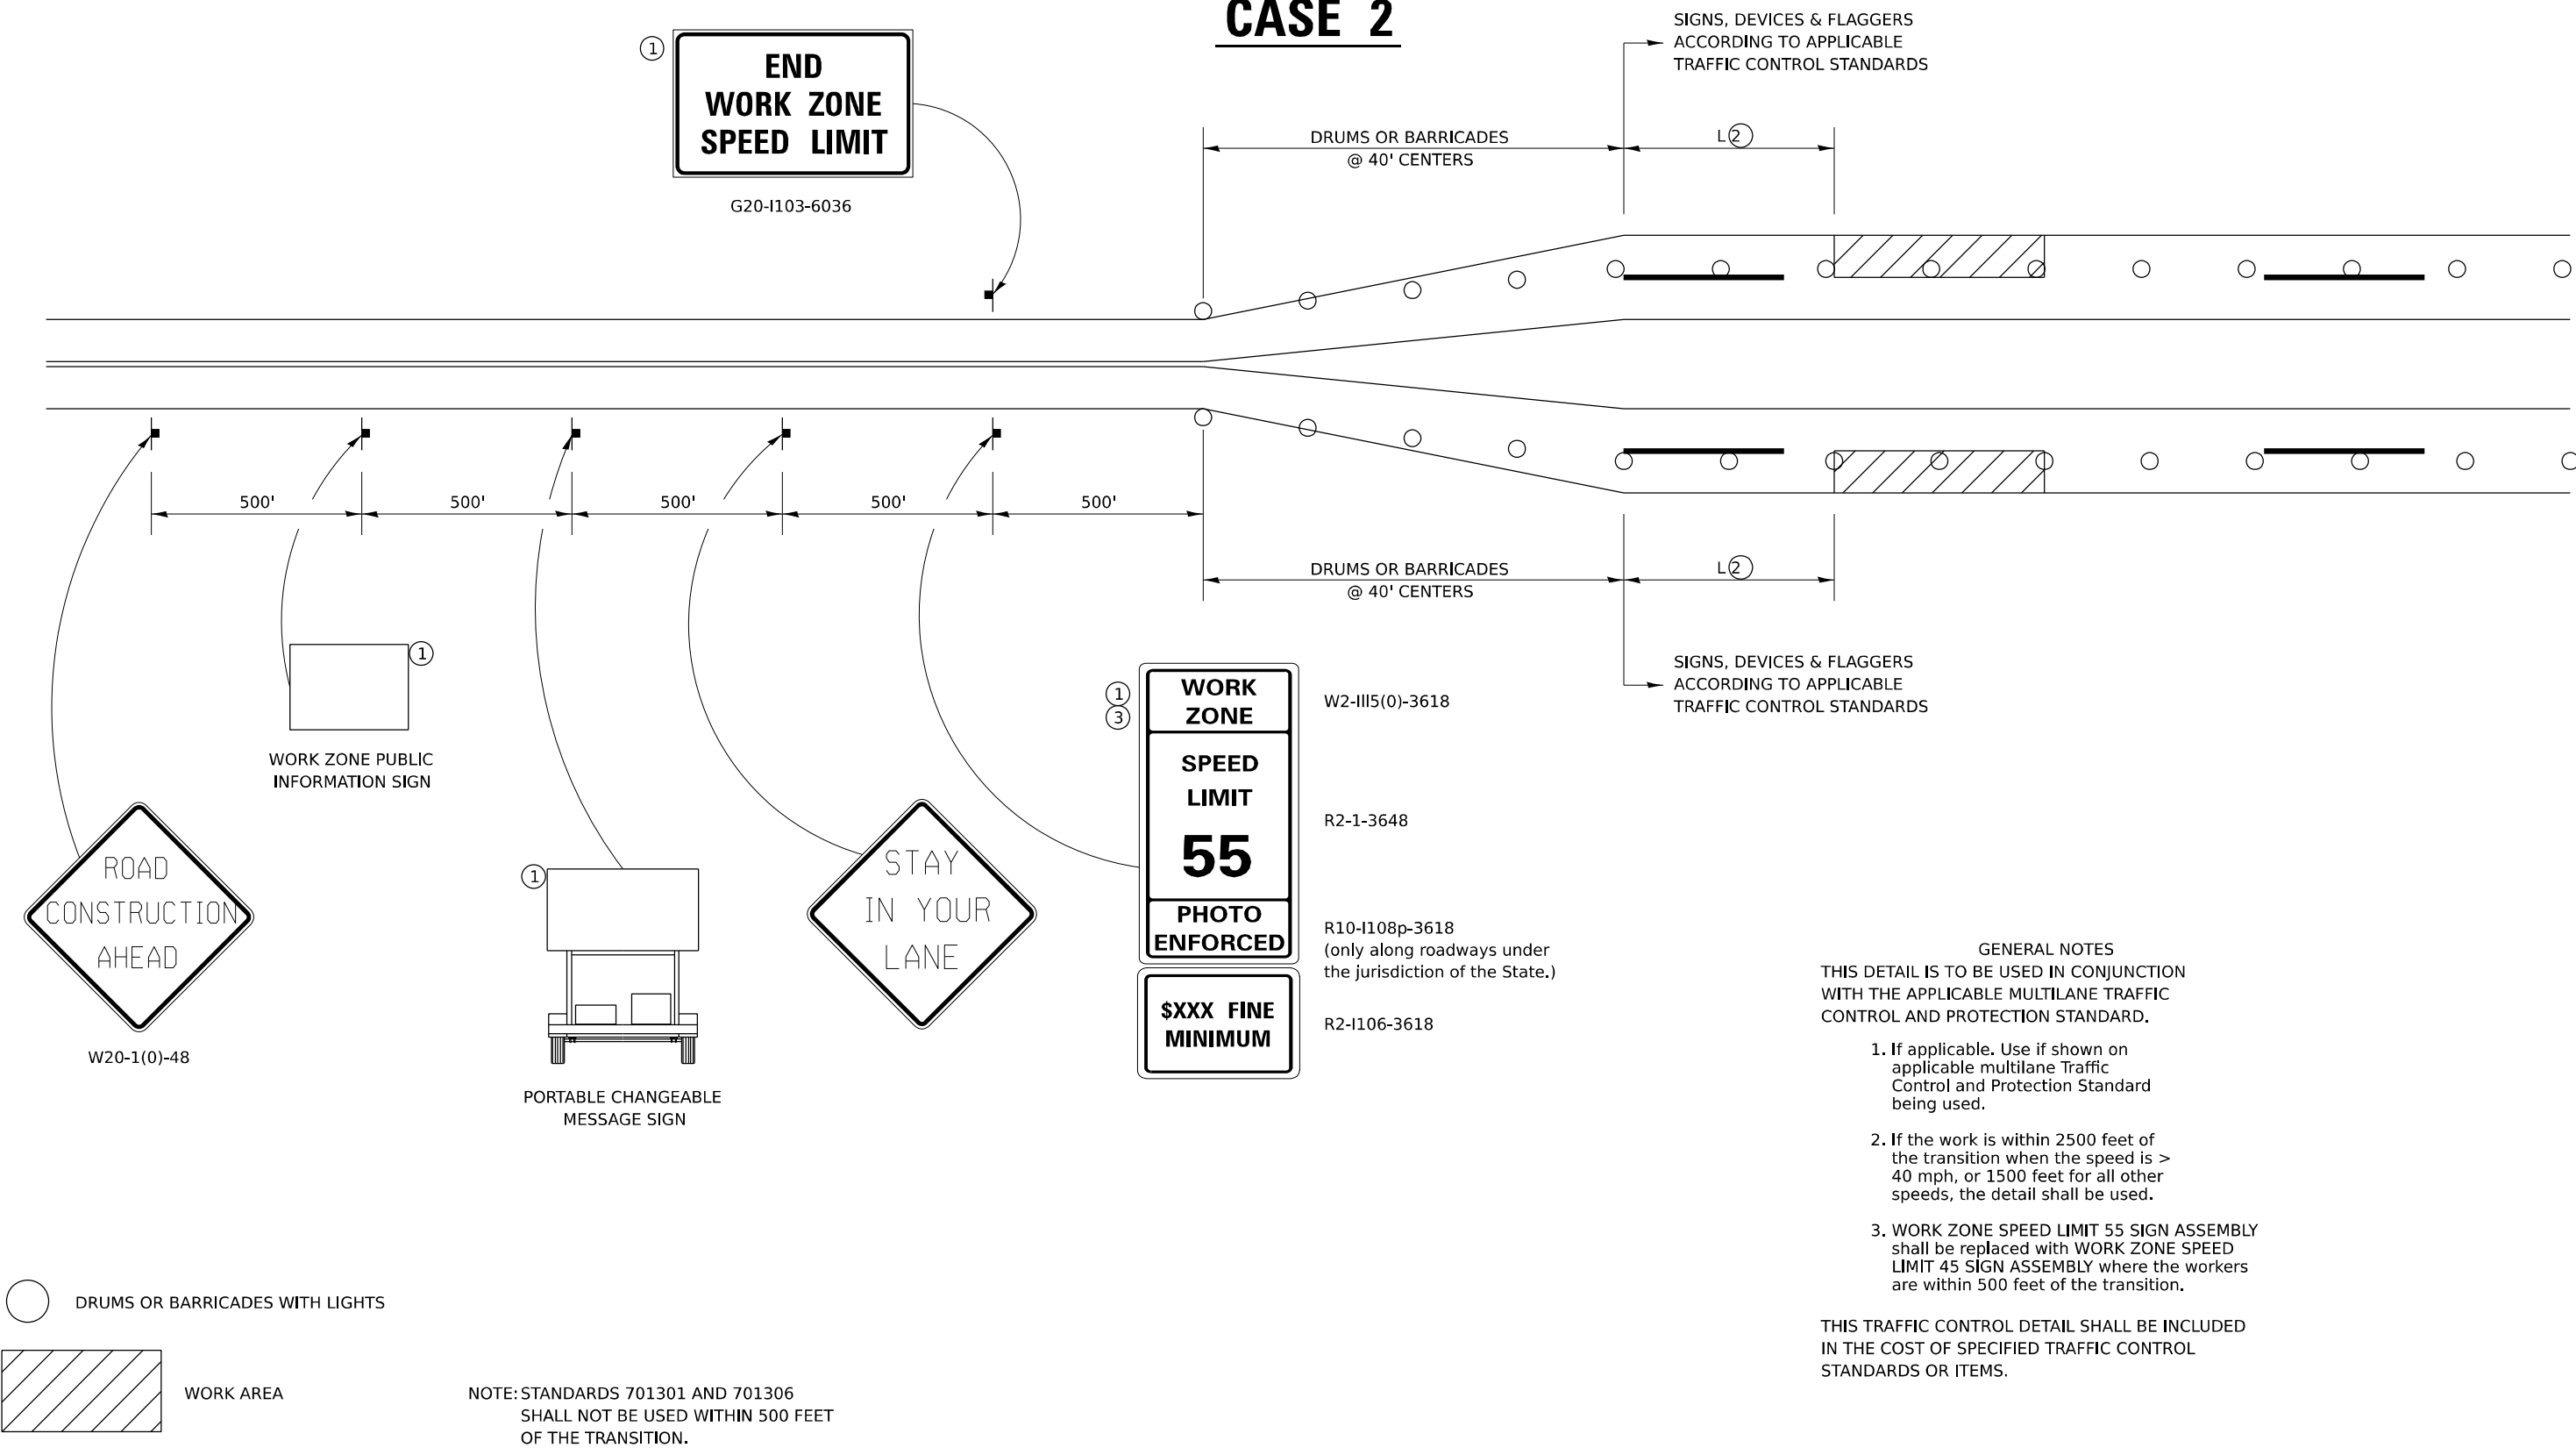 CASE 2
SIGNS, DEVICES & FLAGGERS
ACCORDING TO APPLICABLE
TRAFFIC CONTROL STANDARDS
1
END
WORK ZONE
SPEED LIMIT
G20-I103-6036
DRUMS OR BARRICADES
@ 40' CENTERS
L 2
500'
500'
500'
500'
500'
DRUMS OR BARRICADES
@ 40' CENTERS
L 2
SIGNS, DEVICES & FLAGGERS
ACCORDING TO APPLICABLE
TRAFFIC CONTROL STANDARDS
1
WORK ZONE PUBLIC
INFORMATION SIGN
ROAD
CONSTRUCTION
AHEAD
W20-1(0)-48
1
PORTABLE CHANGEABLE
MESSAGE SIGN
STAY
IN YOUR
LANE
1
3
WORK
ZONE
W2-III5(0)-3618
SPEED
LIMIT
55
R2-1-3648
PHOTO
ENFORCED
R10-I108p-3618
(only along roadways under
the jurisdiction of the State.)
$XXX FINE
MINIMUM
R2-I106-3618
GENERAL NOTES
THIS DETAIL IS TO BE USED IN CONJUNCTION
WITH THE APPLICABLE MULTILANE TRAFFIC
CONTROL AND PROTECTION STANDARD.
1. If applicable. Use if shown on
applicable multilane Traffic
Control and Protection Standard
being used.
2. If the work is within 2500 feet of
the transition when the speed is >
40 mph, or 1500 feet for all other
speeds, the detail shall be used.
3. WORK ZONE SPEED LIMIT 55 SIGN ASSEMBLY
shall be replaced with WORK ZONE SPEED
LIMIT 45 SIGN ASSEMBLY where the workers
are within 500 feet of the transition.
THIS TRAFFIC CONTROL DETAIL SHALL BE INCLUDED
IN THE COST OF SPECIFIED TRAFFIC CONTROL
STANDARDS OR ITEMS.
DRUMS OR BARRICADES WITH LIGHTS
WORK AREA
NOTE: STANDARDS 701301 AND 701306
SHALL NOT BE USED WITHIN 500 FEET
OF THE TRANSITION.